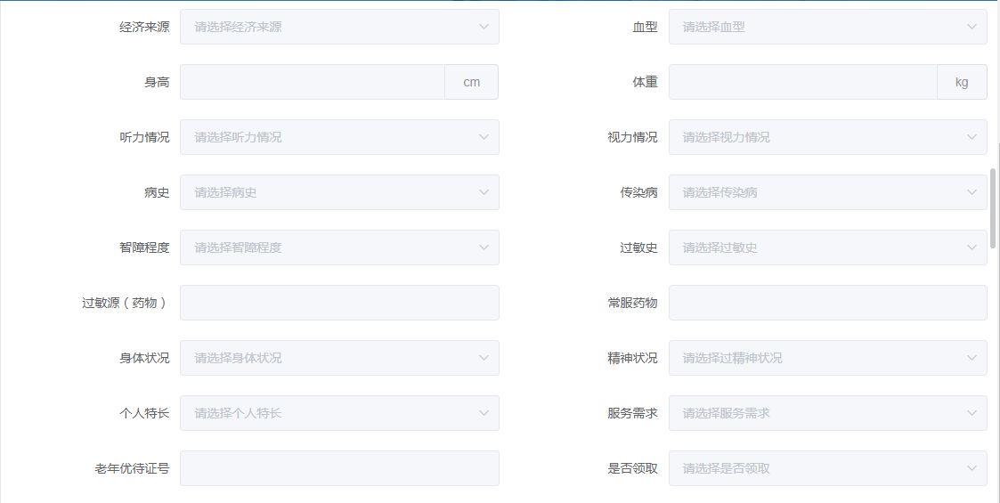 经济来源 请选择经济来源 血型 请选择血型
身高 cm 体重 kg
听力情况 请选择听力情况 视力情况 请选择视力情况
病史 请选择病史 传染病 请选择传染病
智障程度 请选择智障程度 过敏史 请选择过敏史
过敏源（药物） 常服药物
身体状况 请选择身体状况 精神状况 请选择过精神状况
个人特长 请选择个人特长 服务需求 请选择服务需求
老年优待证号 是否领取 请选择是否领取